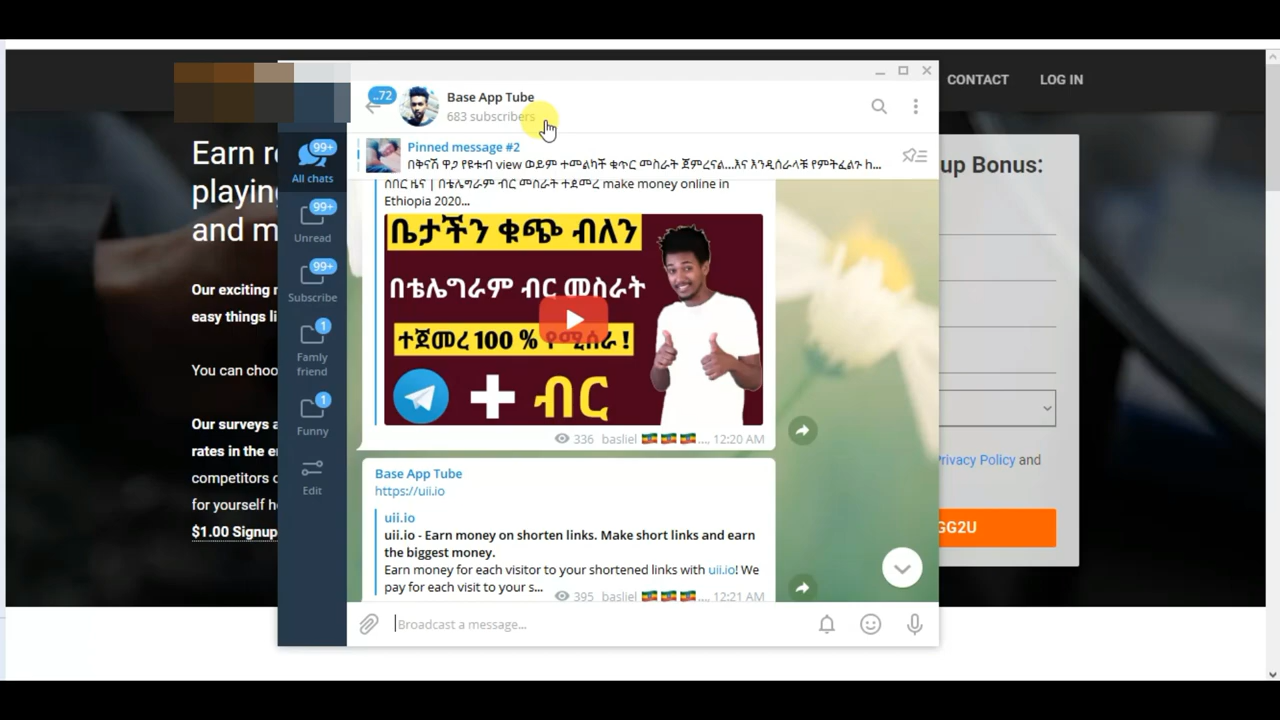 CONTACT
LOG IN
..72
Base App Tube
683 subscribers
99+
All chats
99+
Unread
99+
Subscribe
1
Famly
friend
1
Funny
Edit
Pinned message #2
በቅናሽ ዋጋ የዩቱብ view ወይም ተመልካች ቁጥር መስራት ጀምረናል...እና እንዲሰራላቹ የምትፈልጉ ከ...
ሰበር ዜና | በቴሌግራም ብር መስራት ተጀመረ make money online in
Ethiopia 2020...
ቤታችን ቁጭ ብለን
በቴሌግራም ብር መስራት
ተጀመረ 100 % የሚሰራ !
+ ብር
336 basliel .... 12:20 AM
Base App Tube
https://uii.io
uii.io
uii.io - Earn money on shorten links. Make short links and earn
the biggest money.
Earn money for each visitor to your shortened links with uii.io! We
pay for each visit to your s...
395 basliel .... 12:21 AM
Broadcast a message...
Earn
playing
and
Our exciting
easy things
You can
Our surveys
rates in the
competitors
for yourself
$1.00 Signup
up Bonus:
Privacy Policy and
GG2U